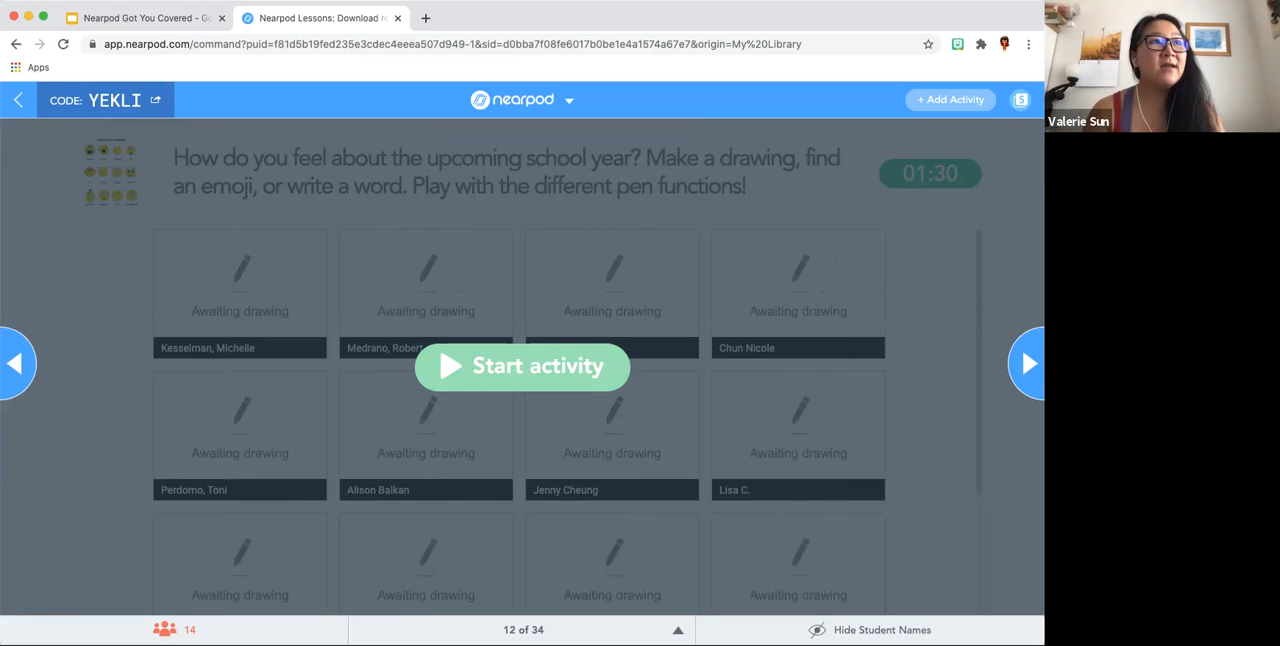 Nearpod Got You Covered - G
Nearpod Lessons: Download r
app.nearpod.com/command?puid=f81d5b19fed235e3cdec4eeea507d949-1&sid=d0bba7f08fe6017b0be1e4a1574a67e7&origin=My%20Library
Apps
CODE: YEKLI
nearpod
+ Add Activity
S
Valerie Sun
How do you feel about the upcoming school year? Make a drawing, find
an emoji, or write a word. Play with the different pen functions!
01:30
Awaiting drawing
Awaiting drawing
Awaiting drawing
Awaiting drawing
Kesselman, Michelle
Medrano, Rober
Chun Nicole
Start activity
Awaiting drawing
Awaiting drawing
Awaiting drawing
Awaiting drawing
Perdomo, Toni
Alison Balkan
Jenny Cheung
Lisa C.
Awaiting drawing
Awaiting drawing
Awaiting drawing
Awaiting drawing
14
12 of 34
Hide Student Names